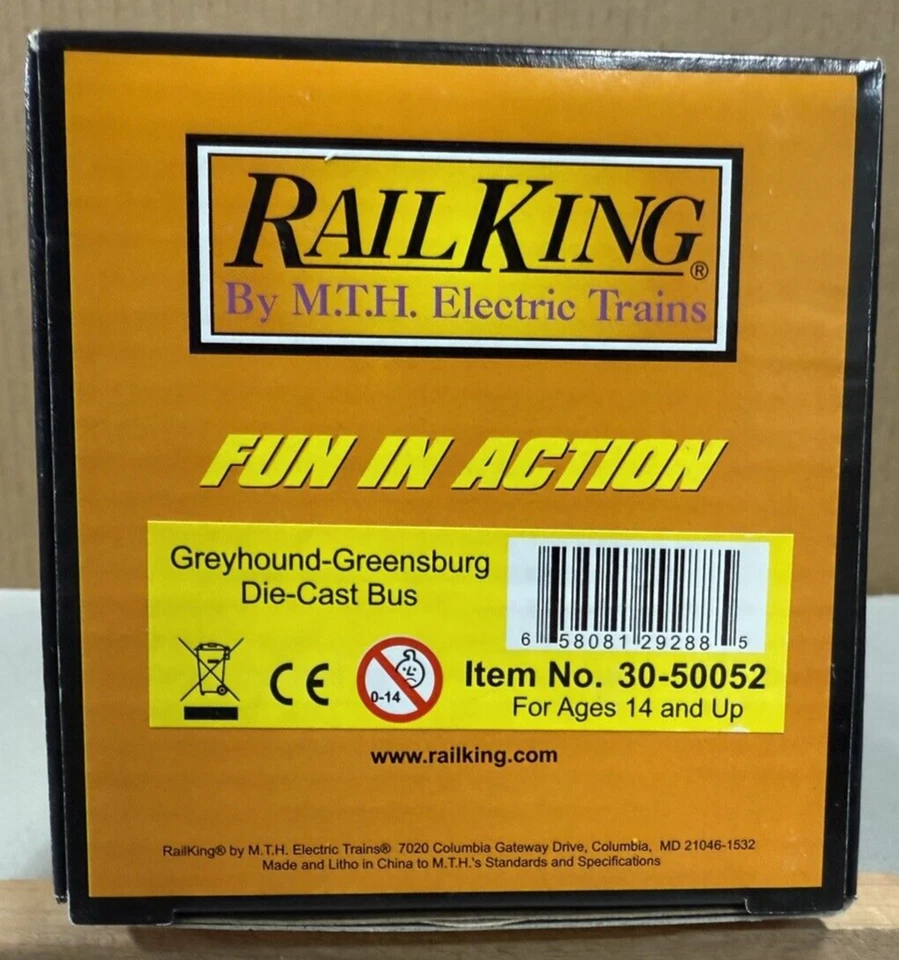 RAILKING®
By M.T.H. Electric Trains
FUN IN ACTION
Greyhound-Greensburg
Die-Cast Bus
6 58081 29288 5
0-14
Item No. 30-50052
For Ages 14 and Up
www.railking.com
RailKing® by M.T.H. Electric Trains® 7020 Columbia Gateway Drive, Columbia, MD 21046-1532
Made and Litho in China to M.T.H.'s Standards and Specifications